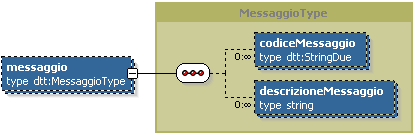 MessaggioType
messaggio
type dtt:MessaggioType
0:∞
codiceMessaggio
type dtt:StringDue
0:∞
descrizioneMessaggio
type string